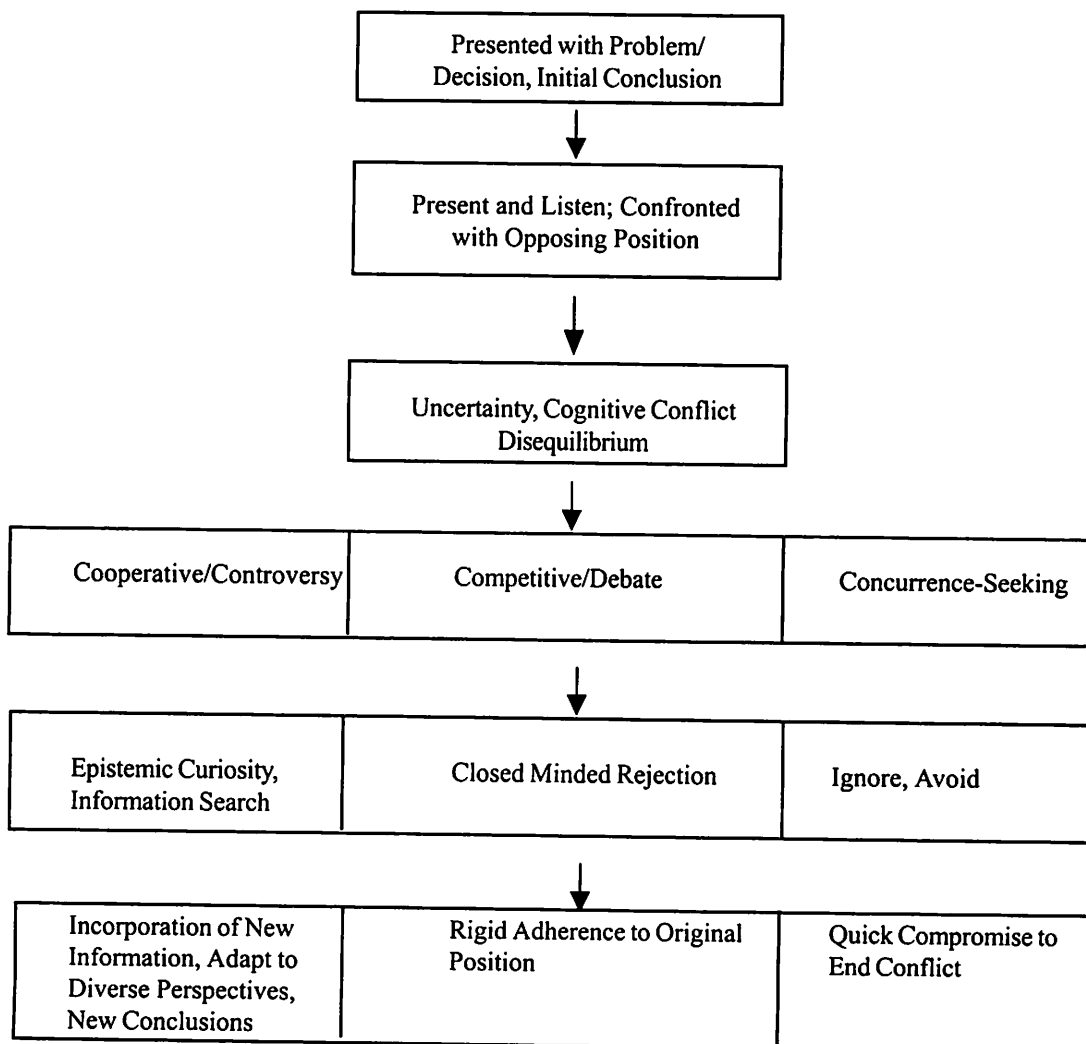 Presented with Problem/
Decision, Initial Conclusion
Present and Listen; Confronted
with Opposing Position
Uncertainty, Cognitive Conflict
Disequilibrium
Cooperative/Controversy
Competitive/Debate
Concurrence-Seeking
Epistemic Curiosity,
Information Search
Closed Minded Rejection
Ignore, Avoid
Incorporation of New
Information, Adapt to
Diverse Perspectives,
New Conclusions
Rigid Adherence to Original
Position
Quick Compromise to
End Conflict